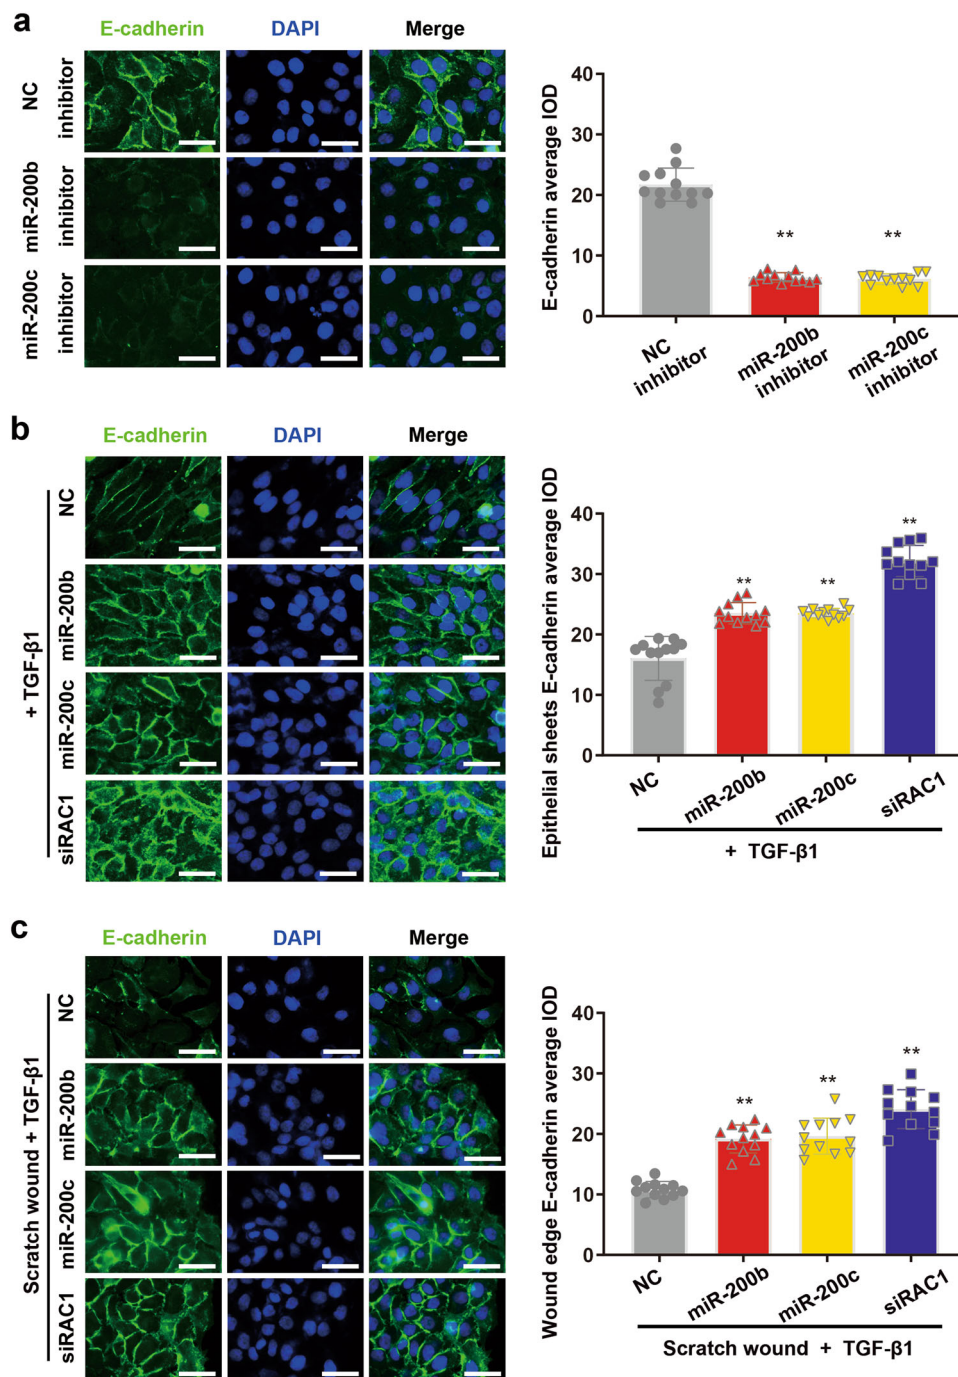 a
E-cadherin DAPI Merge
NC inhibitor
miR-200b inhibitor
miR-200c inhibitor
E-cadherin average IOD
40
30
20
10
0
**
**
NC inhibitor
miR-200b inhibitor
miR-200c inhibitor
b
E-cadherin DAPI Merge
+ TGF-β1
NC
miR-200b
miR-200c
siRAC1
Epithelial sheets E-cadherin average IOD
40
30
20
10
0
**
**
**
NC
miR-200b
miR-200c
siRAC1
+ TGF-β1
c
E-cadherin DAPI Merge
Scratch wound + TGF-β1
NC
miR-200b
miR-200c
siRAC1
Wound edge E-cadherin average IOD
40
30
20
10
0
**
**
**
NC
miR-200b
miR-200c
siRAC1
Scratch wound + TGF-β1